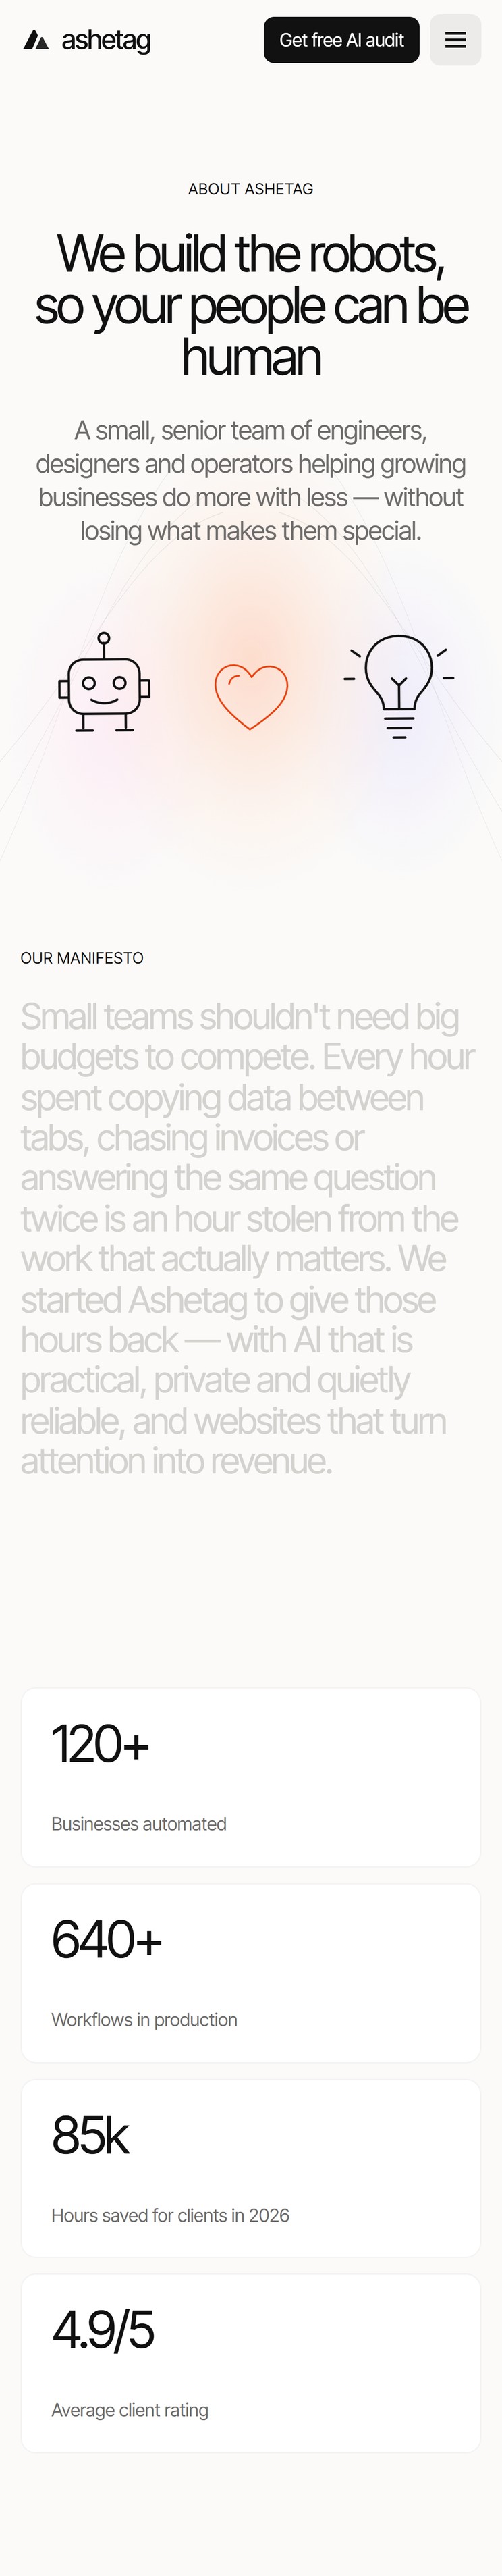 ashetag
Get free AI audit
ABOUT ASHETAG
We build the robots,
so your people can be
human
A small, senior team of engineers,
designers and operators helping growing
businesses do more with less — without
losing what makes them special.
OUR MANIFESTO
Small teams shouldn't need big
budgets to compete. Every hour
spent copying data between
tabs, chasing invoices or
answering the same question
twice is an hour stolen from the
work that actually matters. We
started Ashetag to give those
hours back — with AI that is
practical, private and quietly
reliable, and websites that turn
attention into revenue.
120+
Businesses automated
640+
Workflows in production
85k
Hours saved for clients in 2026
4.9/5
Average client rating